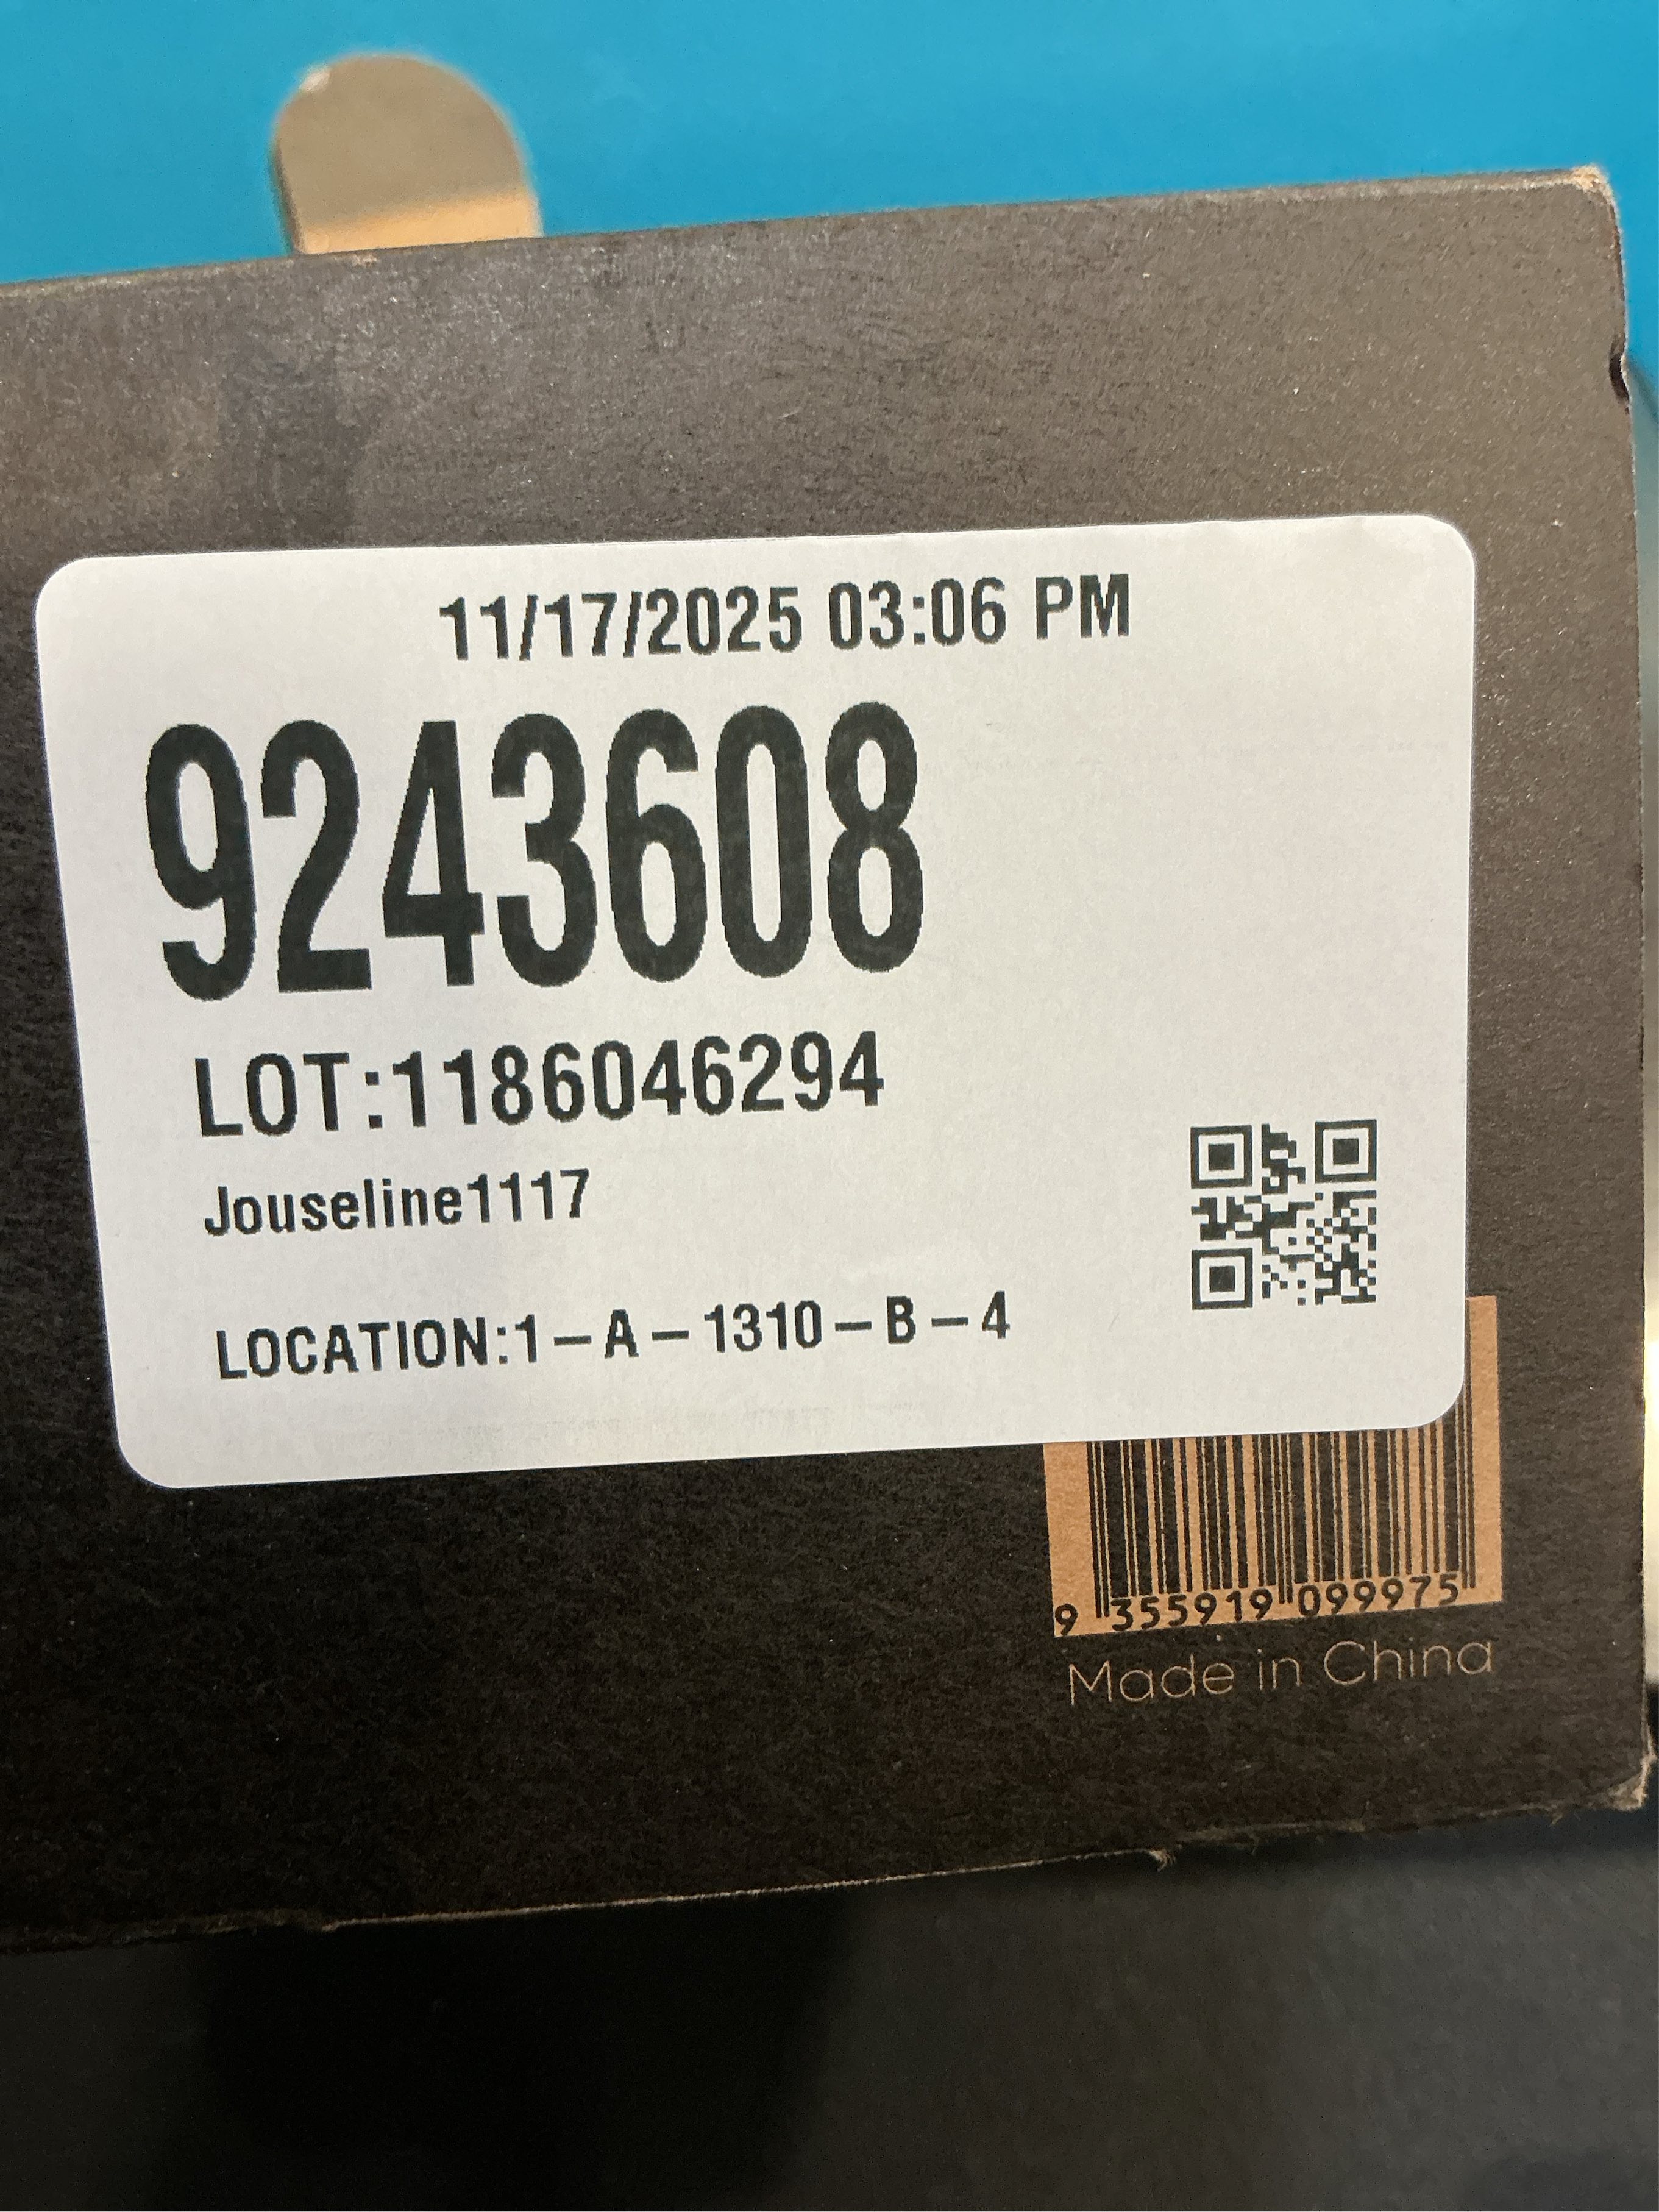 11/17/2025 03:06 PM
9243608
LOT:1186046294
Jouseline1117
LOCATION:1-A-1310-B-4
9 355919 099975
Made in China